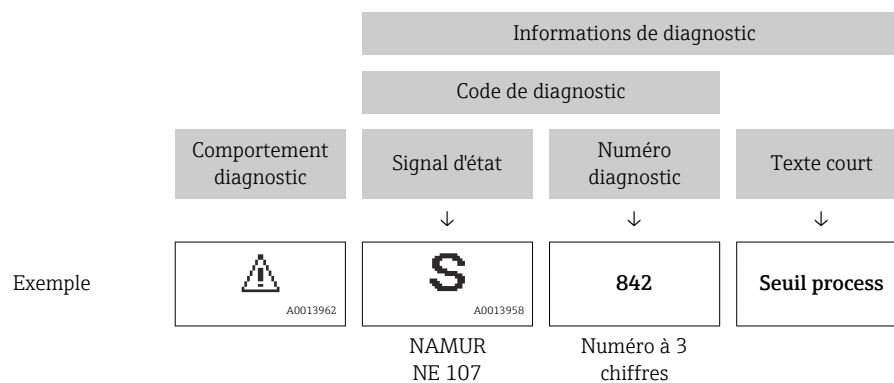 Informations de diagnostic
Code de diagnostic
Comportement
diagnostic
Signal d'état
Numéro
diagnostic
Texte court
↓ ↓ ↓
Exemple
A0013962
S
A0013958
842
Seuil process
NAMUR
NE 107
Numéro à 3
chiffres